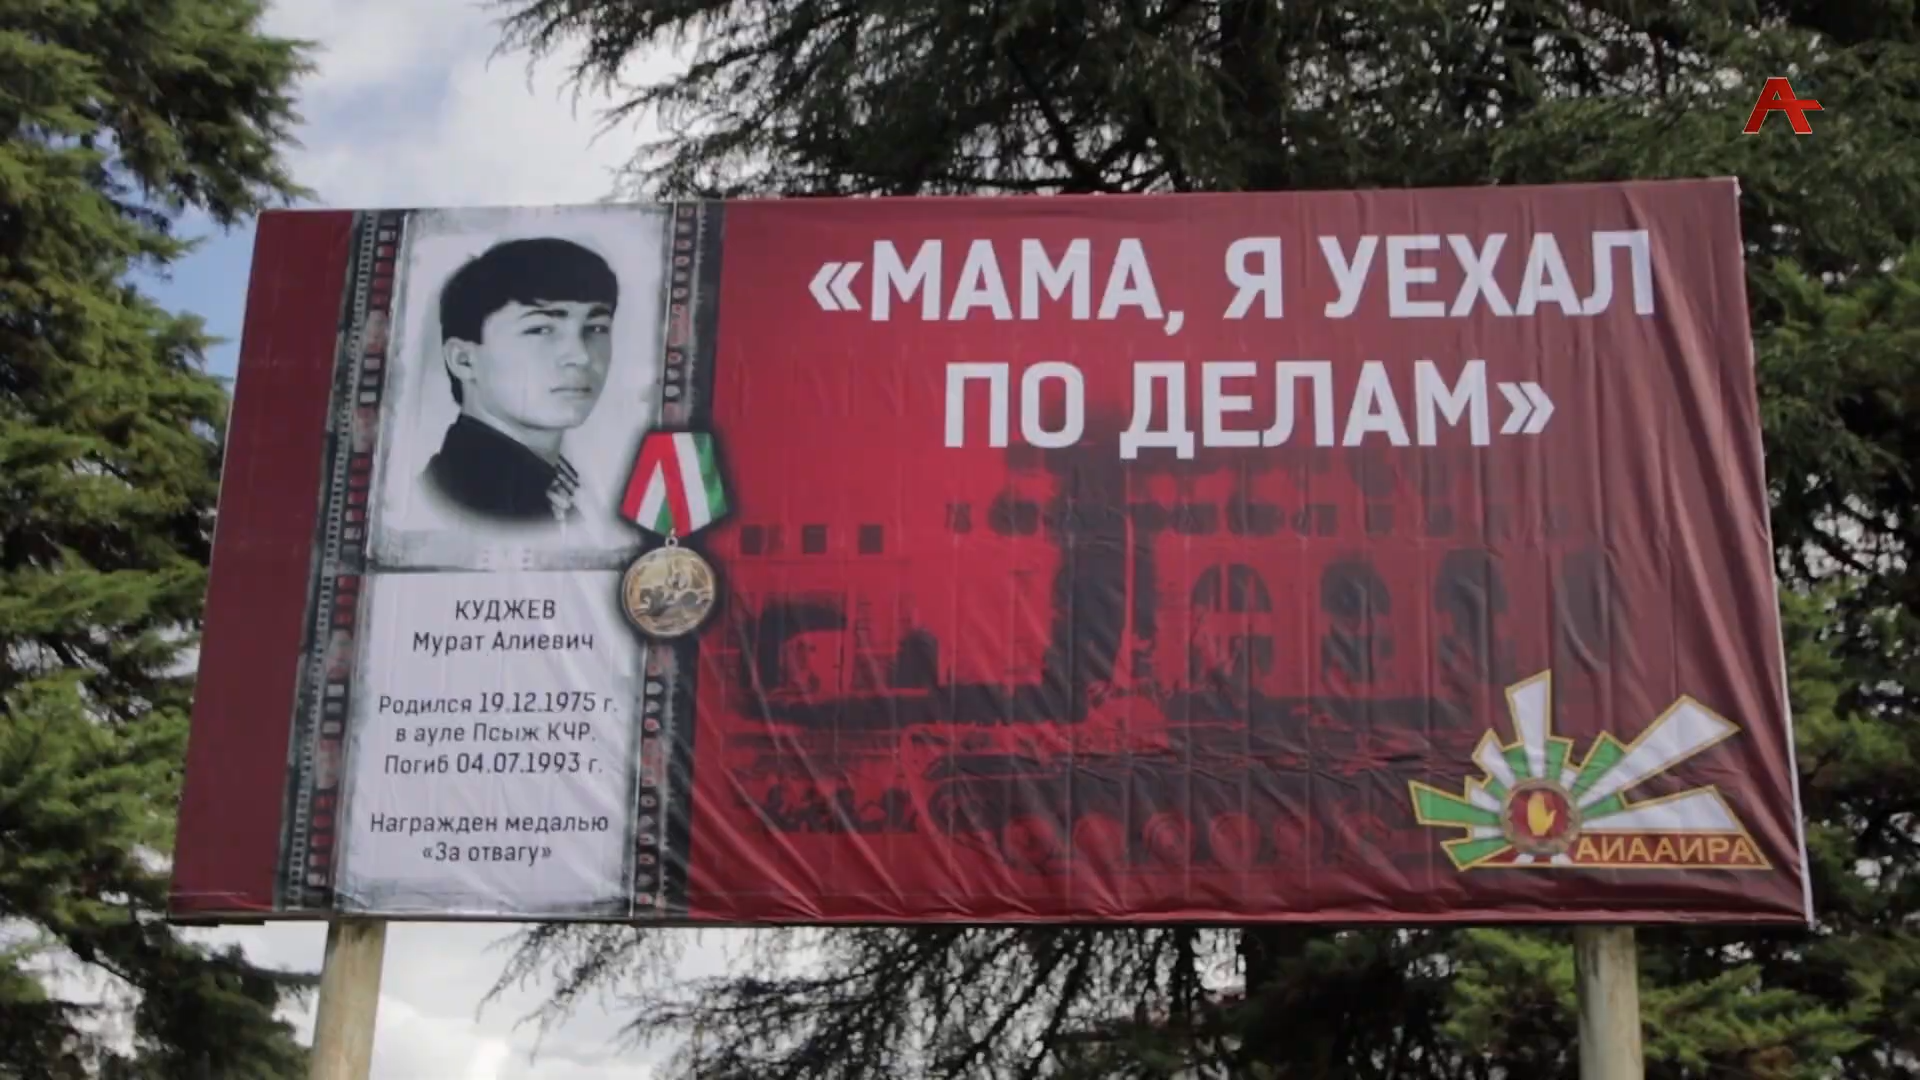 «МАМА, Я УЕХАЛ
ПО ДЕЛАМ»
КУДЖЕВ
Мурат Алиевич
Родился 19.12.1975 г.
в ауле Псыж КЧР.
Погиб 04.07.1993 г.
Награжден медалью
«За отвагу»
АИААИРА